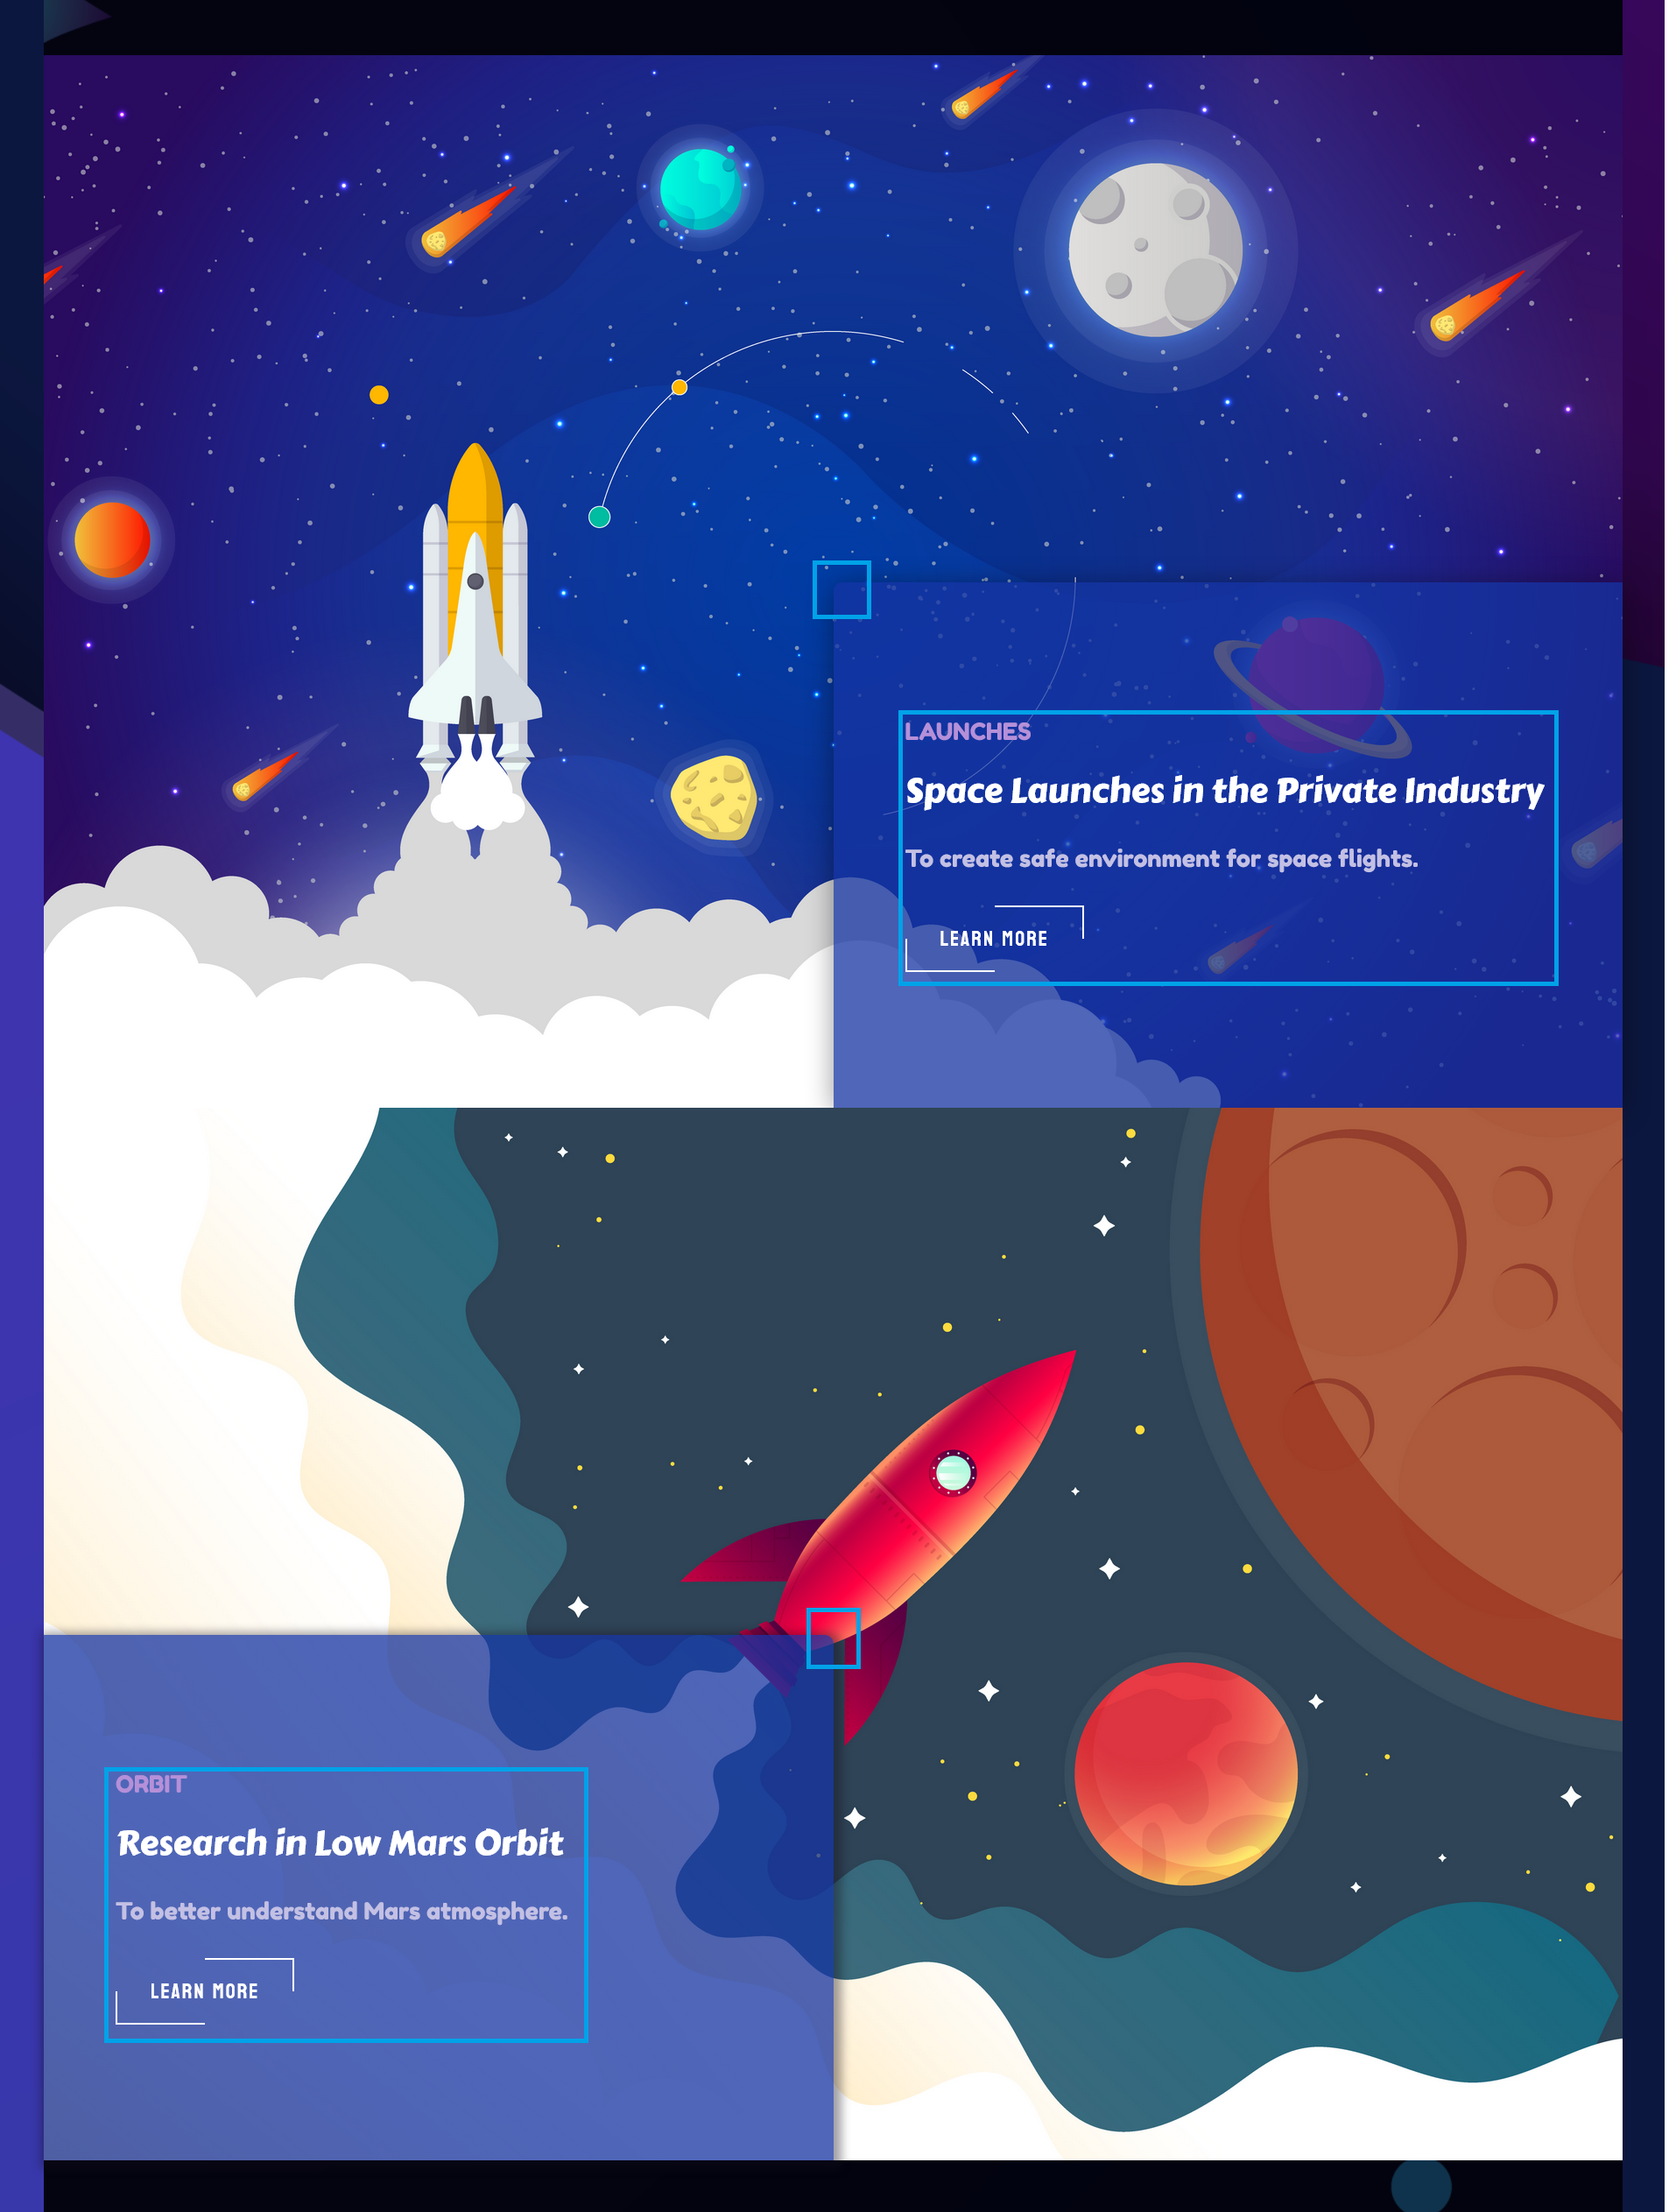 LAUNCHES
Space Launches in the Private Industry
To create safe environment for space flights.
LEARN MORE
ORBIT
Research in Low Mars Orbit
To better understand Mars atmosphere.
LEARN MORE